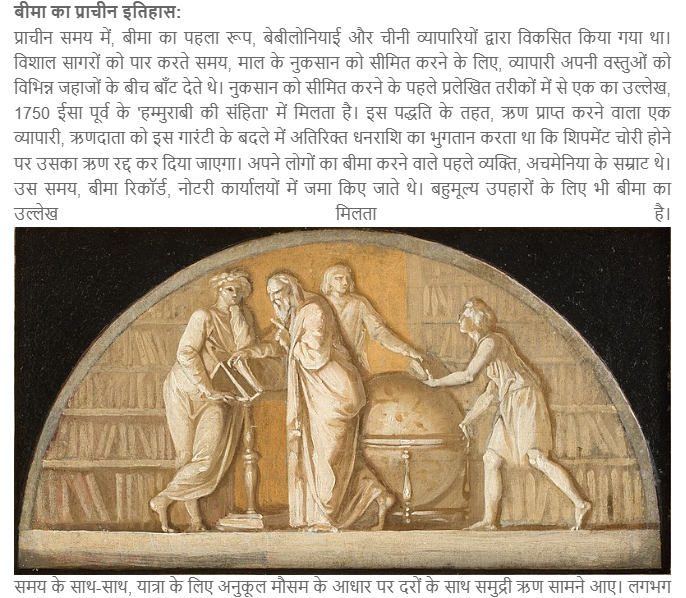 बीमा का प्राचीन इतिहास:
प्राचीन समय में, बीमा का पहला रूप, बेबीलोनियाई और चीनी व्यापारियों द्वारा विकसित किया गया था।
विशाल सागरों को पार करते समय, माल के नुकसान को सीमित करने के लिए, व्यापारी अपनी वस्तुओं को
विभिन्न जहाजों के बीच बाँट देते थे। नुकसान को सीमित करने के पहले प्रलेखित तरीकों में से एक का उल्लेख,
1750 ईसा पूर्व के 'हम्मुराबी की संहिता' में मिलता है। इस पद्धति के तहत, ऋण प्राप्त करने वाला एक
व्यापारी, ऋणदाता को इस गारंटी के बदले में अतिरिक्त धनराशि का भुगतान करता था कि शिपमेंट चोरी होने
पर उसका ऋण रद्द कर दिया जाएगा। अपने लोगों का बीमा करने वाले पहले व्यक्ति, अचमेनिया के सम्राट थे।
उस समय, बीमा रिकॉर्ड, नोटरी कार्यालयों में जमा किए जाते थे। बहुमूल्य उपहारों के लिए भी बीमा का
उल्लेख मिलता है।
समय के साथ-साथ, यात्रा के लिए अनुकूल मौसम के आधार पर दरों के साथ समुद्री ऋण सामने आए। लगभग